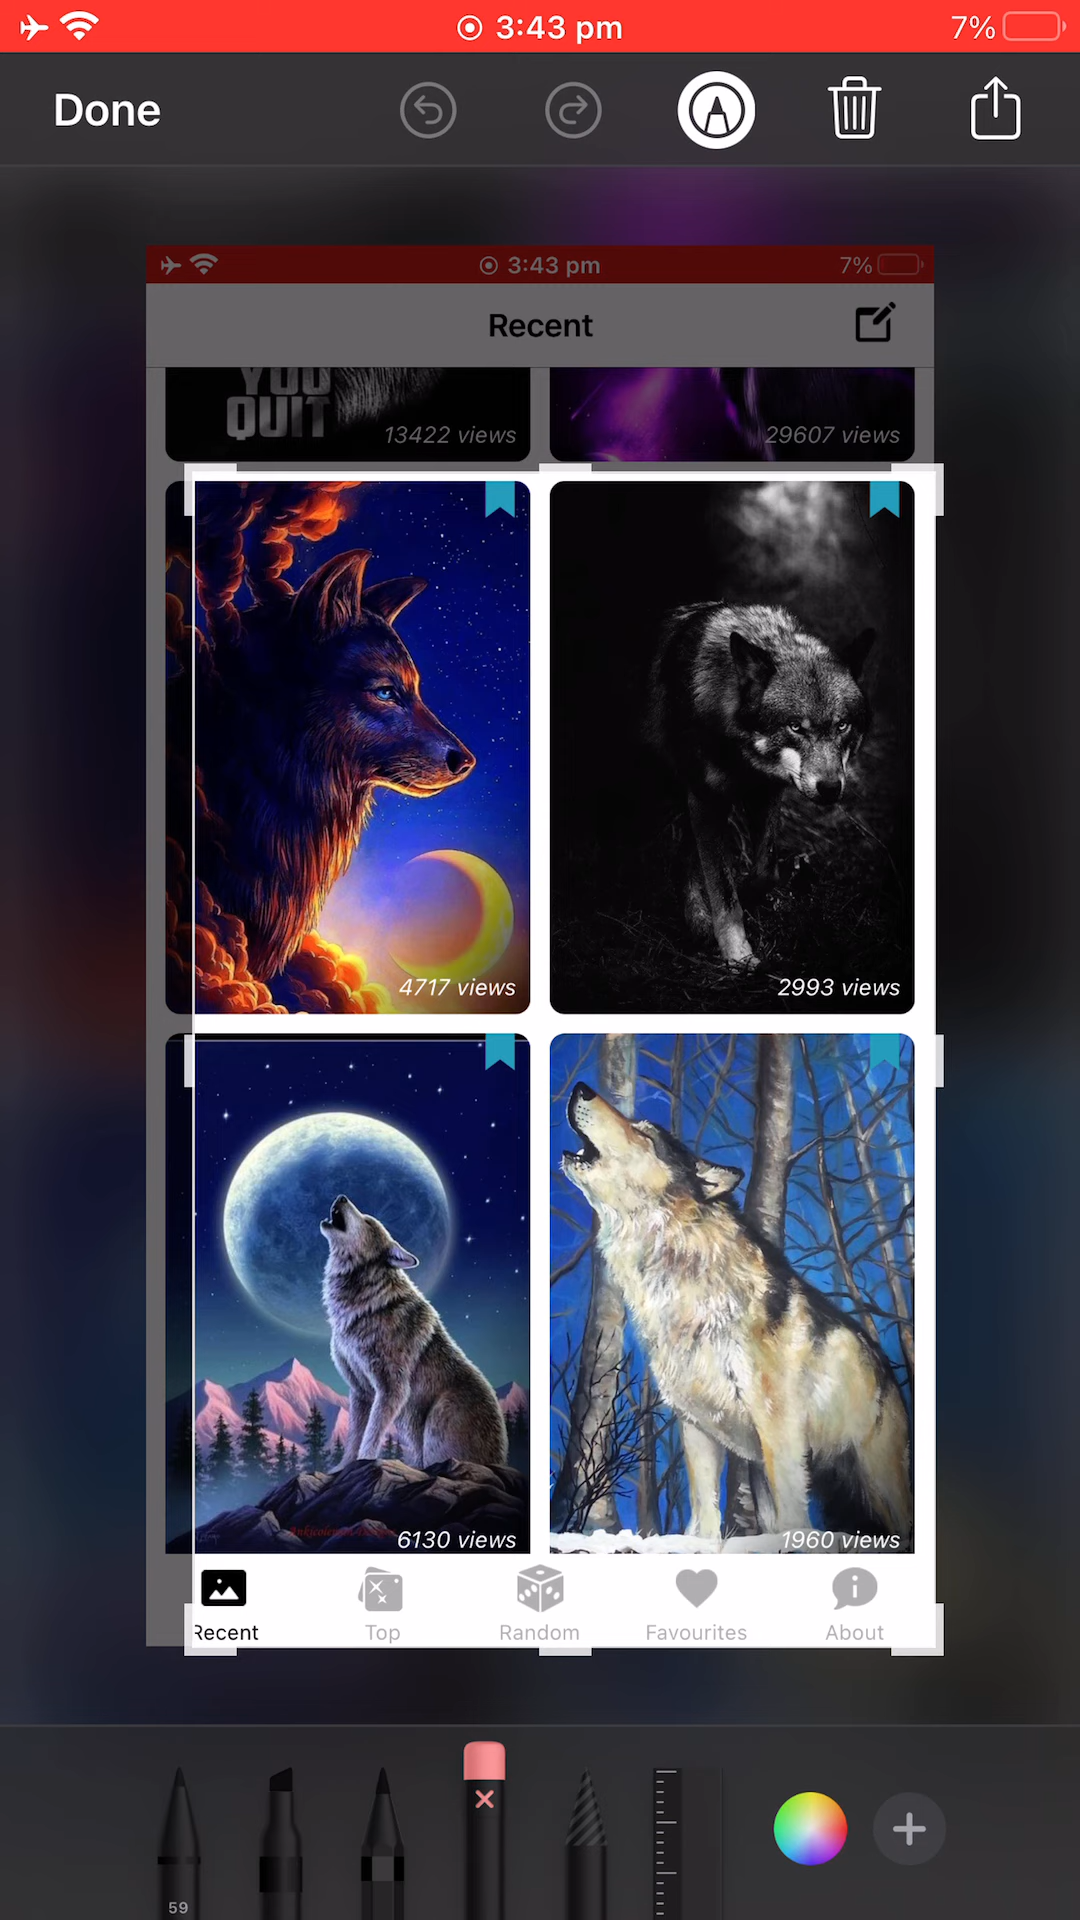 3:43 pm
7%
Done
3:43 pm
7%
Recent
YOU
QUIT
13422 views
29607 views
4717 views
2993 views
6130 views
1960 views
Recent
Top
Random
Favourites
About
59